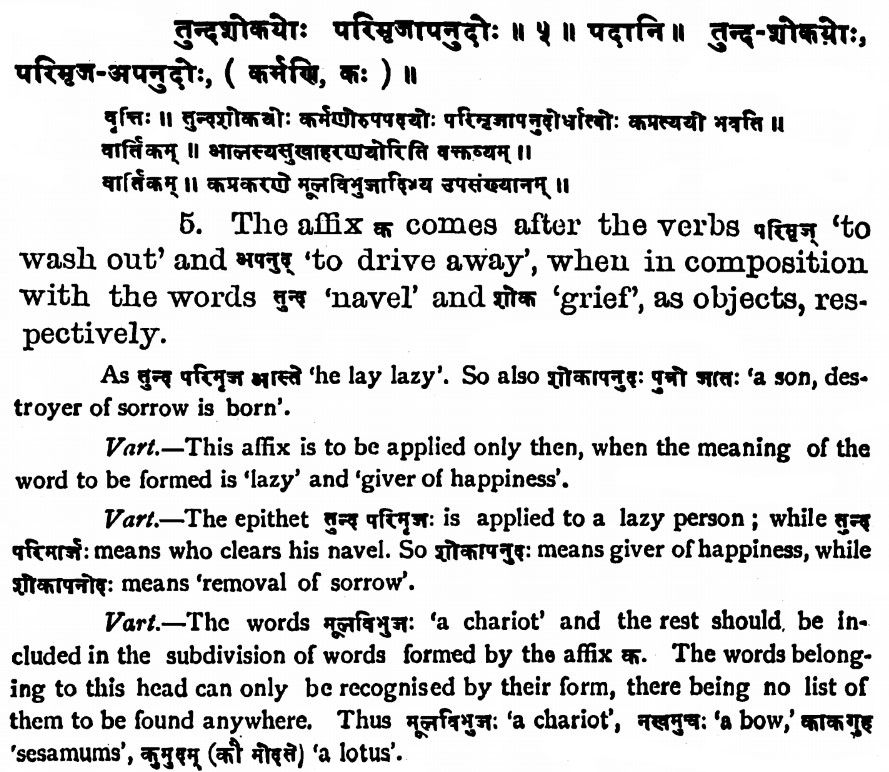 तुन्दशोकयोः परिमृजापनुदोः ॥ ५ ॥ पदानि ॥ तुन्द-शोकयोः,
परिमृज-अपनुदोः, ( कर्मणि, कः ) ॥
वृत्तिः ॥ तुन्दशोकयोः कर्मणोरुपपदयोः परिमृजापनुदोर्धात्वोः कप्रत्ययो भवति ॥
वार्तिकम् ॥ आलस्यसुखाहरणयोरिति वक्तव्यम् ॥
वार्तिकम् ॥ कप्रकरणे मूलविभुजादिभ्य उपसंख्यानम् ॥
5. The affix क comes after the verbs परिमृज् ‘to
wash out’ and अपनुद् ‘to drive away’, when in composition
with the words तुन्द ‘navel’ and शोक ‘grief’, as objects, res-
pectively.
As तुन्द परिमृज आस्ते ‘he lay lazy’. So also शोकापनुदः पुत्रो जातः ‘a son, des-
troyer of sorrow is born’.
Vart.—This affix is to be applied only then, when the meaning of the
word to be formed is ‘lazy’ and ‘giver of happiness’.
Vart.—The epithet तुन्द परिमृजः is applied to a lazy person ; while तुन्द
परिमार्जः means who clears his navel. So शोकापनुदः means giver of happiness, while
शोकापनोदः means ‘removal of sorrow’.
Vart.—The words मूलविभुजः ‘a chariot’ and the rest should be in-
cluded in the subdivision of words formed by the affix क. The words belong-
ing to this head can only be recognised by their form, there being no list of
them to be found anywhere. Thus मूलविभुजः ‘a chariot’, नखमुचः ‘a bow,’ काकगुह
‘sesamums’, कुमुदम् (कौ मोदते) ‘a lotus’.